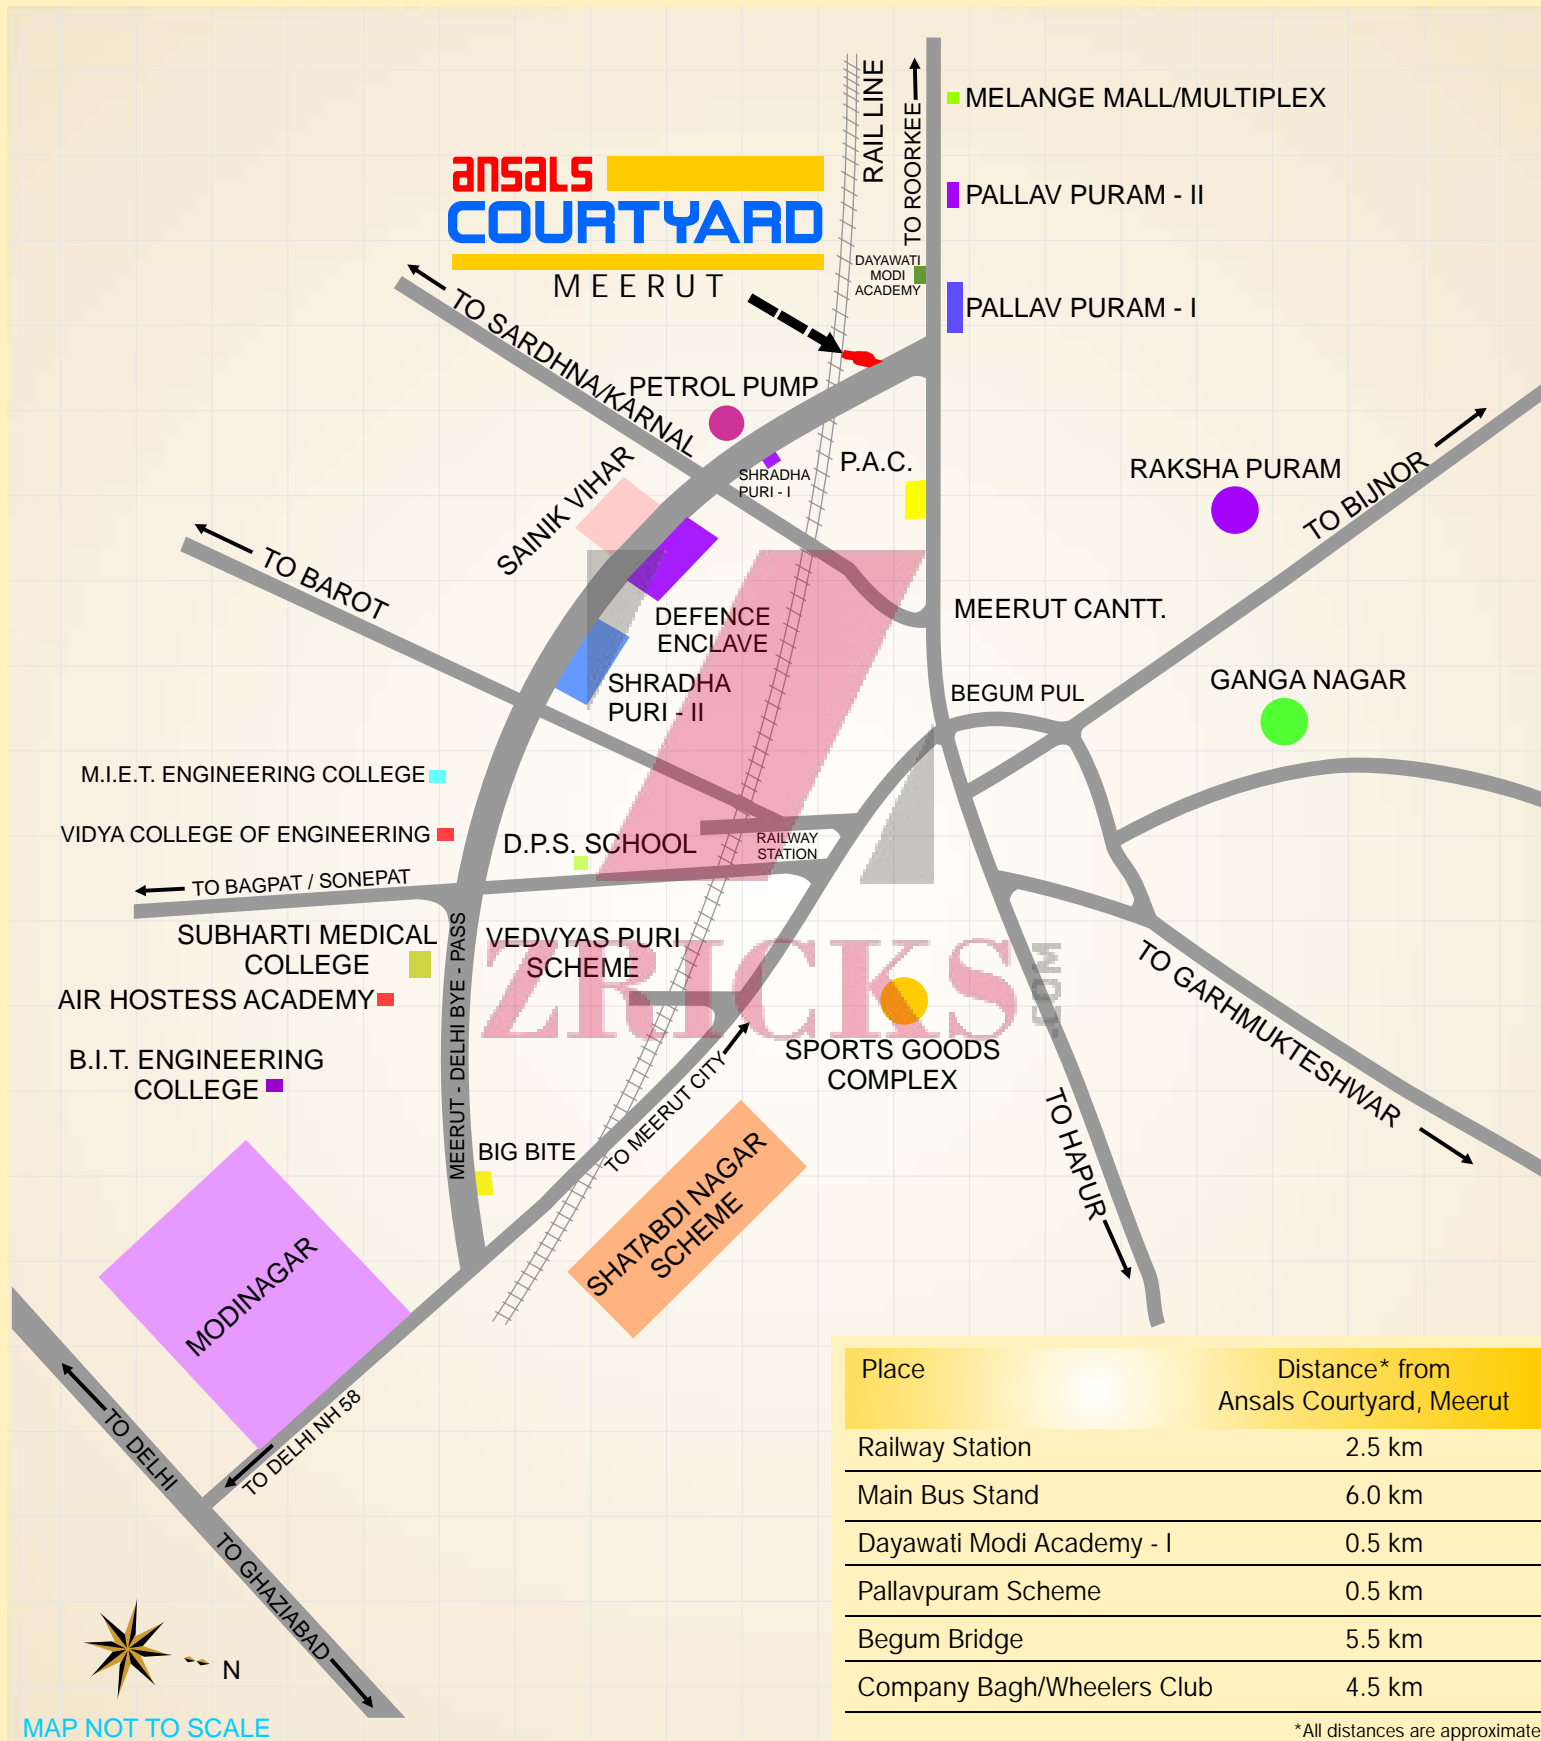 RAIL LINE
TO ROORKEE
MELANGE MALL/MULTIPLEX
ansals
COURTYARD
MEERUT
PALLAV PURAM - II
DAYAWATI
MODI
ACADEMY
PALLAV PURAM - I
TO SARDHNA/KARNAL
PETROL PUMP
SHRADHA
PURI - I
P.A.C.
RAKSHA PURAM
TO BIJNOR
SAINIK VIHAR
TO BAROT
DEFENCE
ENCLAVE
MEERUT CANTT.
SHRADHA
PURI - II
BEGUM PUL
GANGA NAGAR
M.I.E.T. ENGINEERING COLLEGE
VIDYA COLLEGE OF ENGINEERING
D.P.S. SCHOOL
RAILWAY
STATION
TO BAGPAT / SONEPAT
SUBHARTI MEDICAL
COLLEGE
MEERUT - DELHI BYE - PASS
VEDVYAS PURI
SCHEME
ZRICKS
.COM
AIR HOSTESS ACADEMY
TO GARHMUKTESHWAR
B.I.T. ENGINEERING
COLLEGE
SPORTS GOODS
COMPLEX
TO MEERUT CITY
TO HAPUR
BIG BITE
SHATABDI NAGAR
SCHEME
MODINAGAR
TO DELHI NH 58
TO DELHI
TO GHAZIABAD
N
MAP NOT TO SCALE
Place Distance* from
Ansals Courtyard, Meerut
Railway Station 2.5 km
Main Bus Stand 6.0 km
Dayawati Modi Academy - I 0.5 km
Pallavpuram Scheme 0.5 km
Begum Bridge 5.5 km
Company Bagh/Wheelers Club 4.5 km
*All distances are approximate